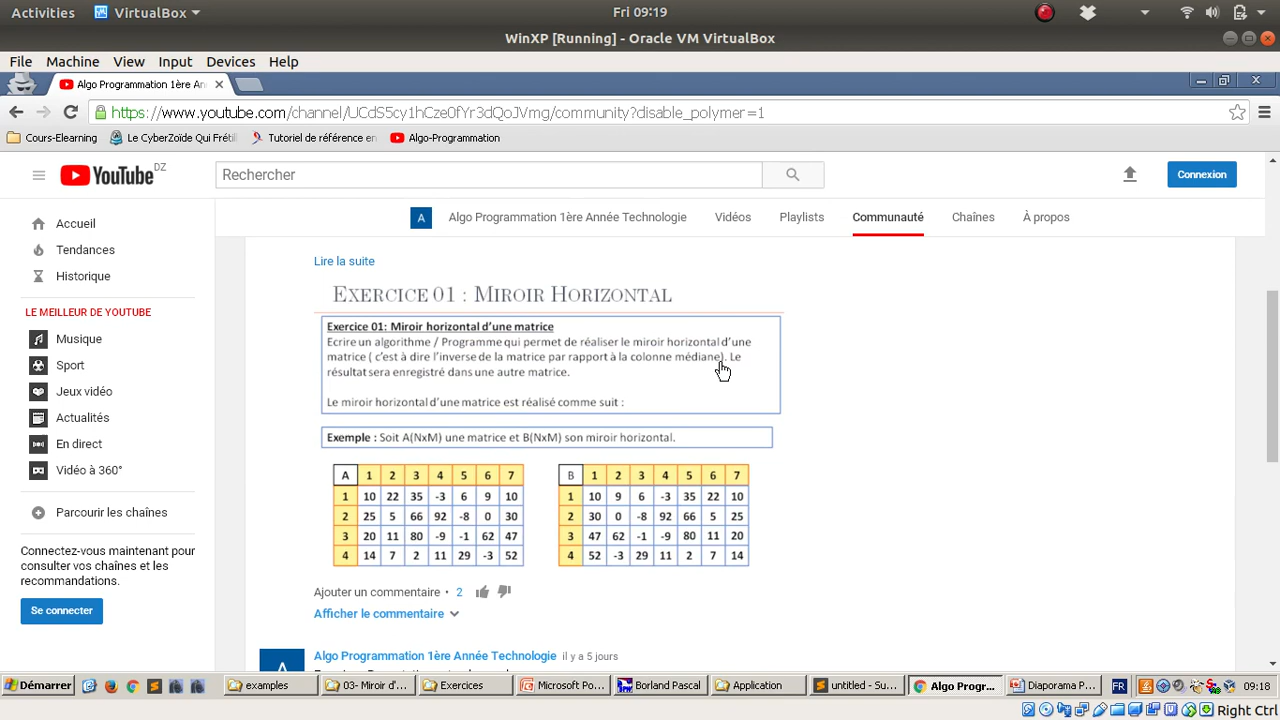 Activities VirtualBox Fri 09:19
WinXP [Running] - Oracle VM VirtualBox
File Machine View Input Devices Help
Algo Programmation 1ère An
https://www.youtube.com/channel/UCdS5cy1hCze0fYr3dQoJVmg/community?disable_polymer=1
Cours-Elearning Le CyberZoïde Qui Frétil Tutoriel de référence en Algo-Programmation
YouTube DZ Rechercher Connexion
A Algo Programmation 1ère Année Technologie Vidéos Playlists Communauté Chaînes À propos
Accueil
Tendances
Historique
LE MEILLEUR DE YOUTUBE
Musique
Sport
Jeux vidéo
Actualités
En direct
Vidéo à 360°
Parcourir les chaînes
Connectez-vous maintenant pour
consulter vos chaînes et les
recommandations.
Se connecter
Lire la suite
EXERCICE 01 : MIROIR HORIZONTAL
Exercice 01: Miroir horizontal d'une matrice
Ecrire un algorithme / Programme qui permet de réaliser le miroir horizontal d'une
matrice ( c'est à dire l'inverse de la matrice par rapport à la colonne médiane). Le
résultat sera enregistré dans une autre matrice.
Le miroir horizontal d'une matrice est réalisé comme suit :
Exemple : Soit A(NxM) une matrice et B(NxM) son miroir horizontal.
A 1 2 3 4 5 6 7
1 10 22 35 -3 6 9 10
2 25 5 66 92 -8 0 30
3 20 11 80 -9 -1 62 47
4 14 7 2 11 29 -3 52
B 1 2 3 4 5 6 7
1 10 9 6 -3 35 22 10
2 30 0 -8 92 66 5 25
3 47 62 -1 -9 80 11 20
4 52 -3 29 11 2 7 14
Ajouter un commentaire • 2
Afficher le commentaire
Algo Programmation 1ère Année Technologie il y a 5 jours
Démarrer examples 03- Miroir d'... Exercices Microsoft Po... Borland Pascal Application untitled - Su... Algo Progr... Diaporama P... FR 09:18
Right Ctrl